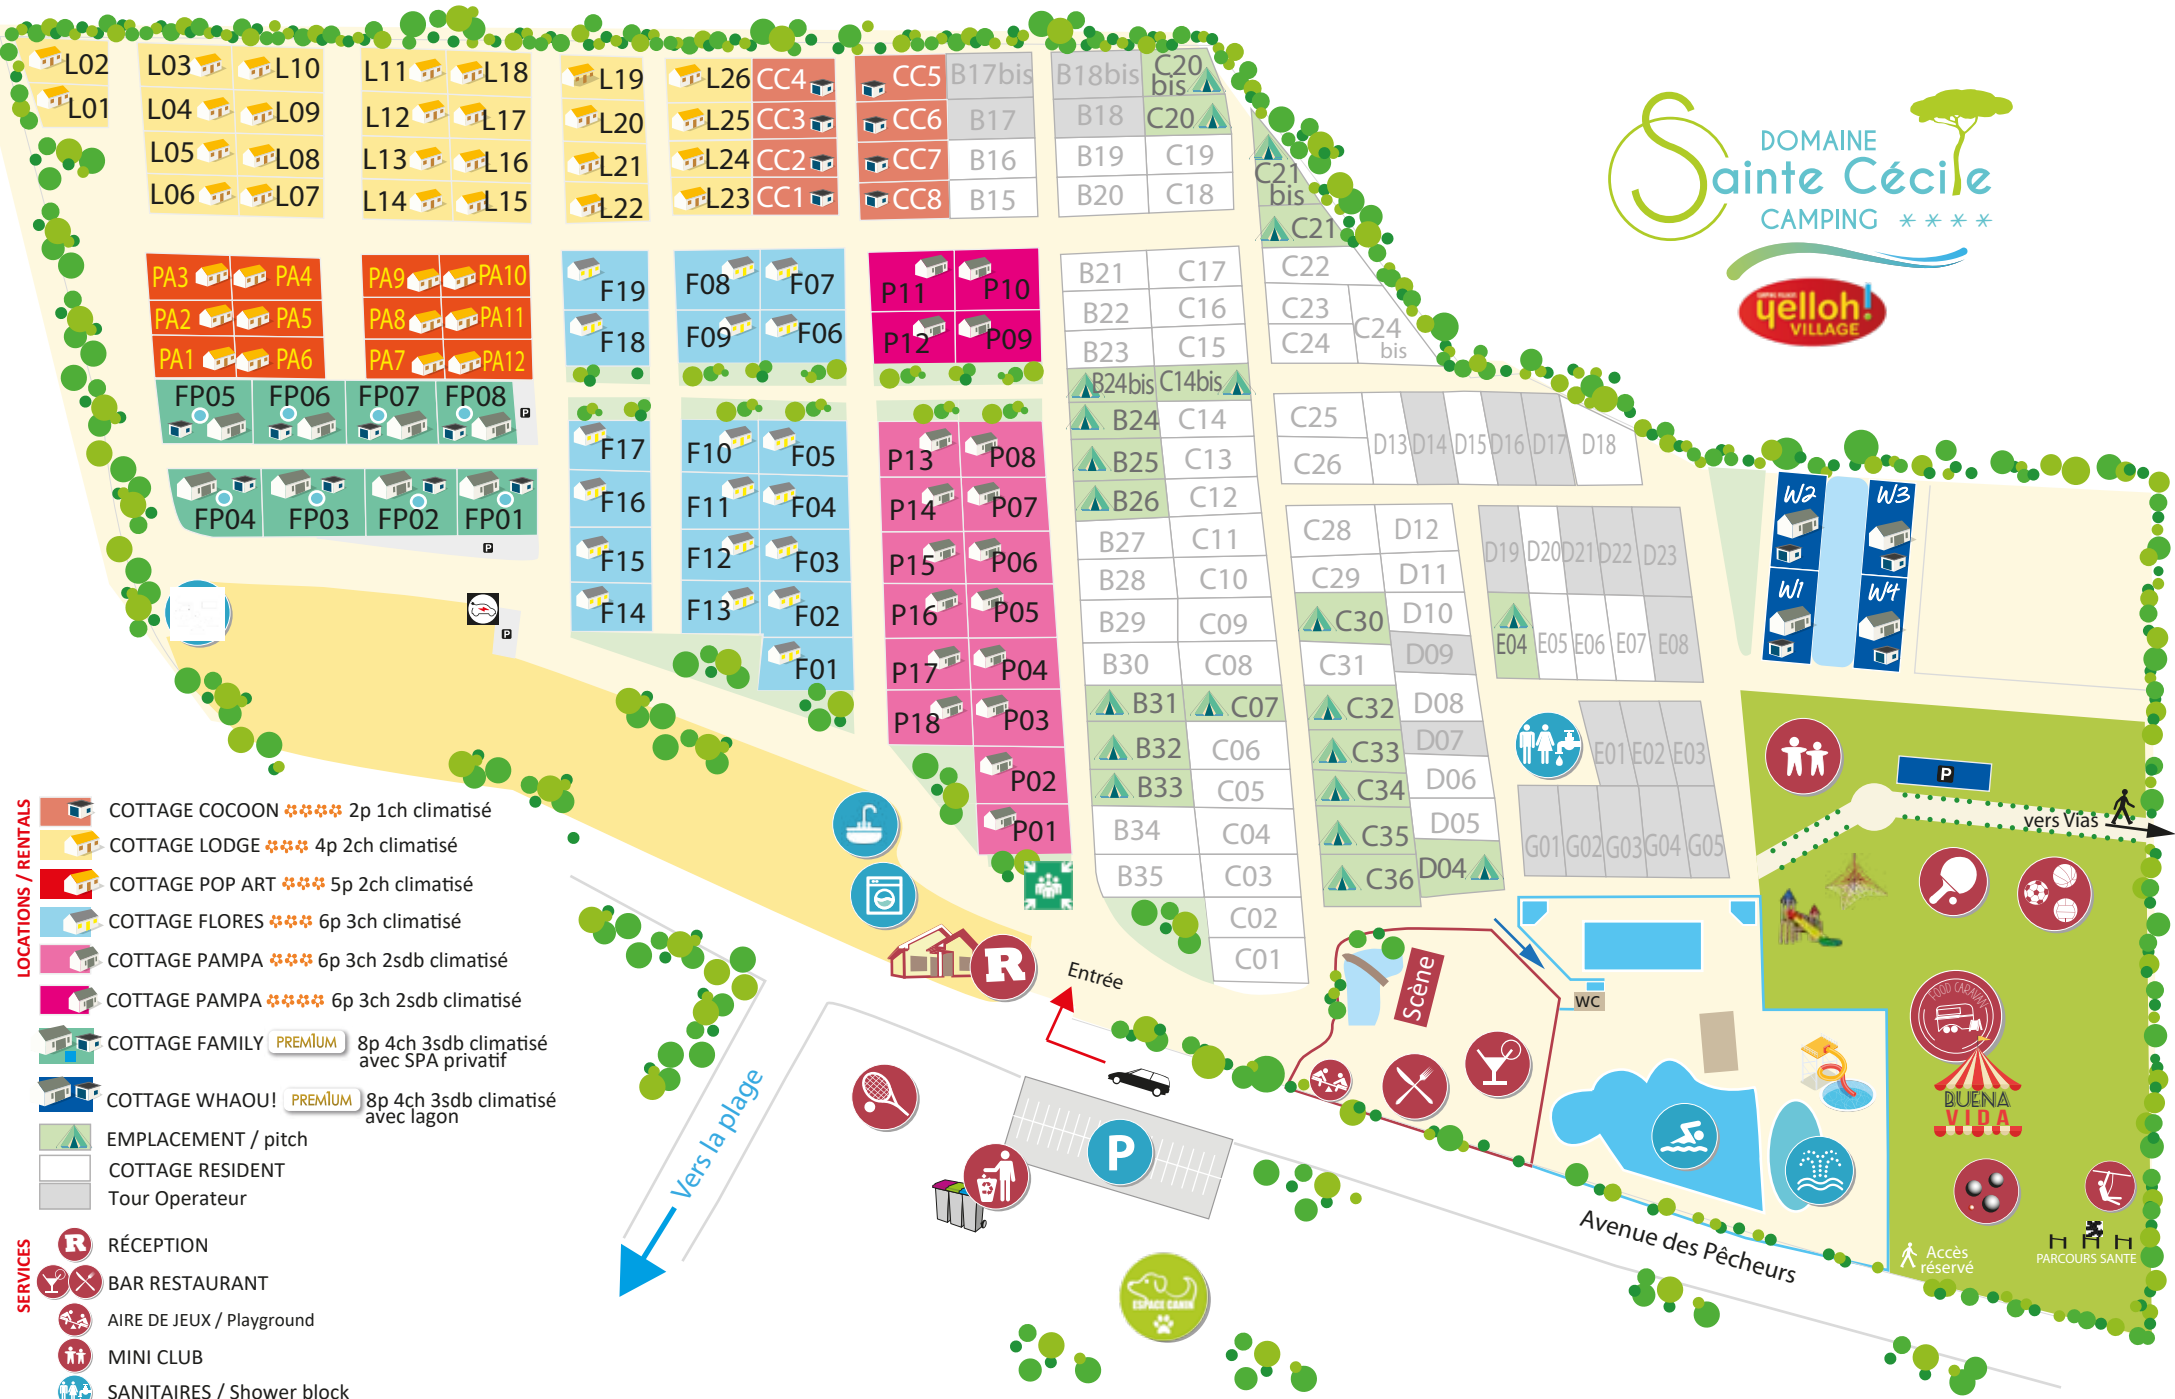 L02 L03 L10 L11 L18 L19 L26 CC4 CC5 B17bis B18bis C20 bis
L01 L04 L09 L12 L17 L20 L25 CC3 CC6 B17 B18 C20
L05 L08 L13 L16 L21 L24 CC2 CC7 B16 B19 C19 C21 bis
L06 L07 L14 L15 L22 L23 CC1 CC8 B15 B20 C18 C21
DOMAINE
Sainte Cécile
CAMPING ****
yelloh!
VILLAGE
PA3 PA4 PA9 PA10 F19 F08 F07 P11 P10 B21 C17 C22
PA2 PA5 PA8 PA11 F18 F09 F06 P12 P09 B22 C16 C23
PA1 PA6 PA7 PA12 B23 C15 C24 C24 bis
FP05 FP06 FP07 FP08 P B24bis C14bis
F17 F10 F05 P13 P08 B24 C14 C25 D13 D14 D15 D16 D17 D18
B25 C13 C26
FP04 FP03 FP02 FP01 F16 F11 F04 P14 P07 B26 C12 W2 W3
P F15 F12 F03 P15 P06 B27 C11 C28 D12 D19 D20 D21 D22 D23
B28 C10 C29 D11 W1 W4
P F14 F13 F02 P16 P05 B29 C09 C30 D10 E04 E05 E06 E07 E08
F01 P17 P04 B30 C08 C31 D09
P18 P03 B31 C07 C32 D08
B32 C06 C33 D07 E01 E02 E03
P02 B33 C05 C34 D06 P
P01 B34 C04 C35 D05 G01 G02 G03 G04 G05 vers Vias
B35 C03 C36 D04
C02
C01
R
Entrée
Scène
WC
FOOD CARAVAN
BUENA
VIDA
P
Vers la plage
Avenue des Pêcheurs
Accès
réservé
PARCOURS SANTE
ESPACE CANIN
LOCATIONS / RENTALS
COTTAGE COCOON 2p 1ch climatisé
COTTAGE LODGE 4p 2ch climatisé
COTTAGE POP ART 5p 2ch climatisé
COTTAGE FLORES 6p 3ch climatisé
COTTAGE PAMPA 6p 3ch 2sdb climatisé
COTTAGE PAMPA 6p 3ch 2sdb climatisé
COTTAGE FAMILY PREMIUM 8p 4ch 3sdb climatisé
avec SPA privatif
COTTAGE WHAOU! PREMIUM 8p 4ch 3sdb climatisé
avec lagon
EMPLACEMENT / pitch
COTTAGE RESIDENT
Tour Operateur
SERVICES
R RÉCEPTION
BAR RESTAURANT
AIRE DE JEUX / Playground
MINI CLUB
SANITAIRES / Shower block